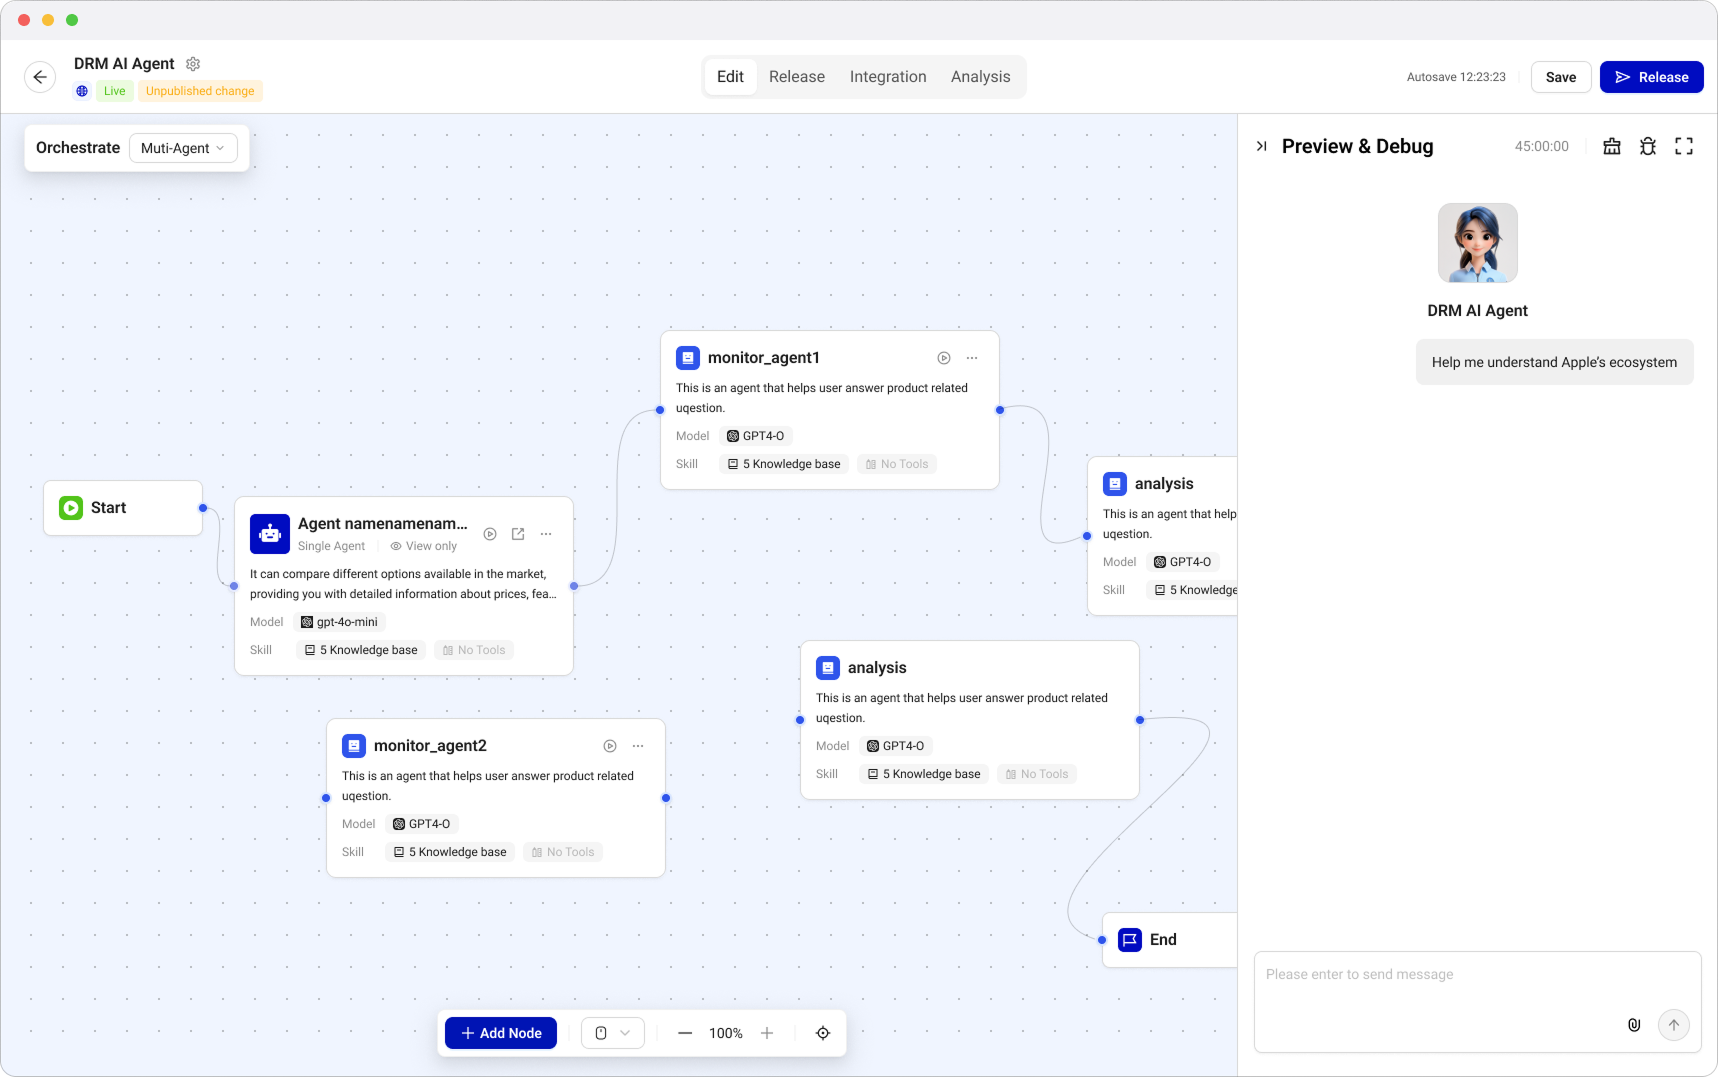 DRM AI Agent
Live
Unpublished change
Edit
Release
Integration
Analysis
Autosave 12:23:23
Save
Release
Orchestrate
Muti-Agent
Preview & Debug
45:00:00
DRM AI Agent
Help me understand Apple’s ecosystem
monitor_agent1
This is an agent that helps user answer product related
uqestion.
Model
GPT4-O
Skill
5 Knowledge base
No Tools
analysis
This is an agent that help
uqestion.
Model
GPT4-O
Skill
5 Knowledge
Start
Agent namenamenam...
Single Agent
View only
It can compare different options available in the market,
providing you with detailed information about prices, fea...
Model
gpt-4o-mini
Skill
5 Knowledge base
No Tools
analysis
This is an agent that helps user answer product related
uqestion.
Model
GPT4-O
Skill
5 Knowledge base
No Tools
monitor_agent2
This is an agent that helps user answer product related
uqestion.
Model
GPT4-O
Skill
5 Knowledge base
No Tools
End
Please enter to send message
Add Node
100%